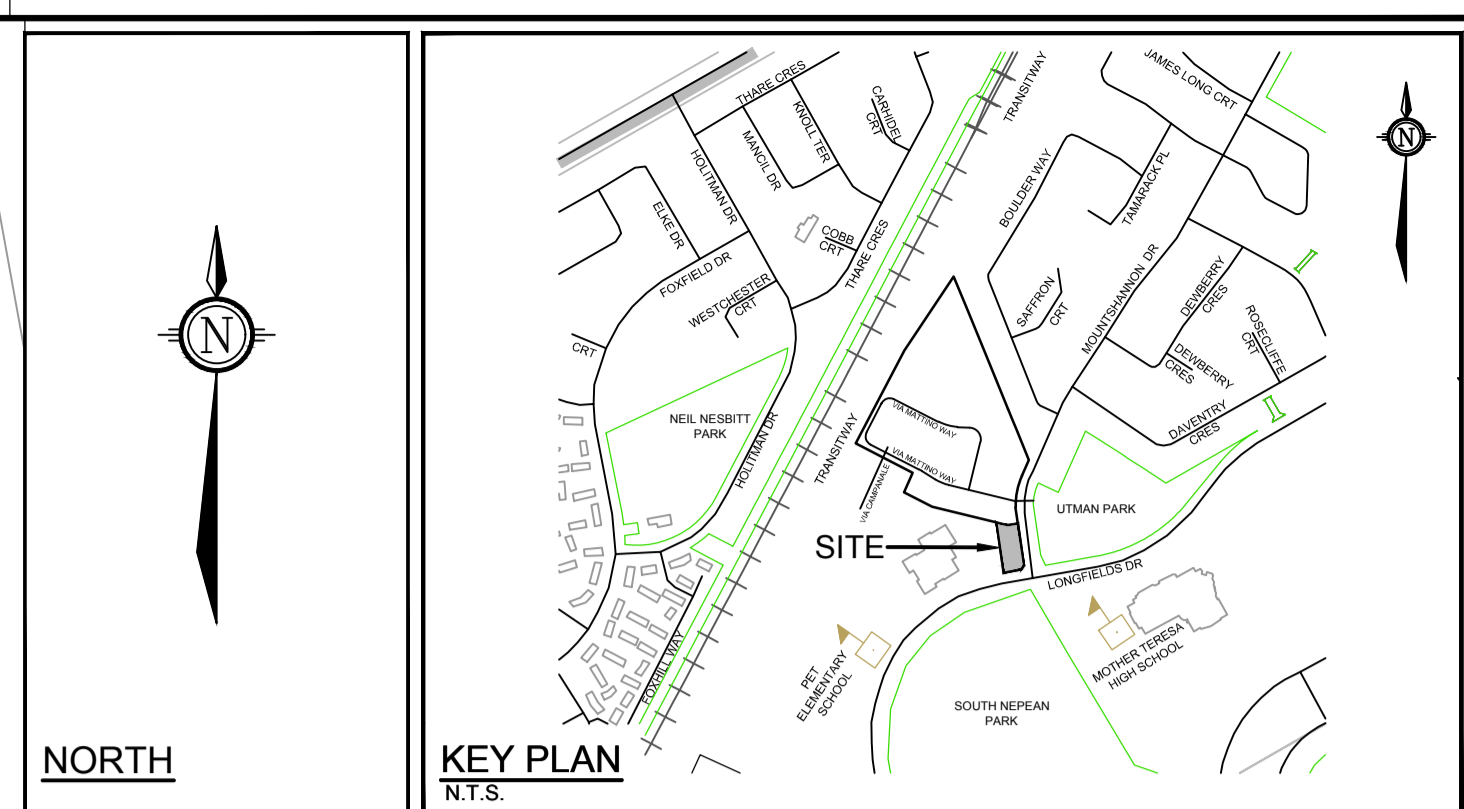 N
NORTH
THARE CRES
JAMES LONG CRT
TRANSITWAY
KNOLL TER
CARHIDEL
CRT
MANCIL DR
HOLITMAN DR
N
BOULDER WAY
TAMARACK PL
ELKE DR
COBB
CRT
THARE CRES
FOXFIELD DR
WESTCHESTER
CRT
SAFFRON
CRT
MOUNTSHANNON DR
DEWBERRY
CRES
ROSECLIFFE
CRT
DEWBERRY
CRES
CRT
DAVENTRY
CRES
NEIL NESBITT
PARK
HOLITMAN DR
TRANSITWAY
VIA MATTINO WAY
VIA MATTINO WAY
VIA CAMPANALE
UTMAN PARK
SITE
LONGFIELDS DR
MOTHER TERESA
HIGH SCHOOL
PET
ELEMENTARY
SCHOOL
FOXHILL WAY
SOUTH NEPEAN
PARK
KEY PLAN
N.T.S.